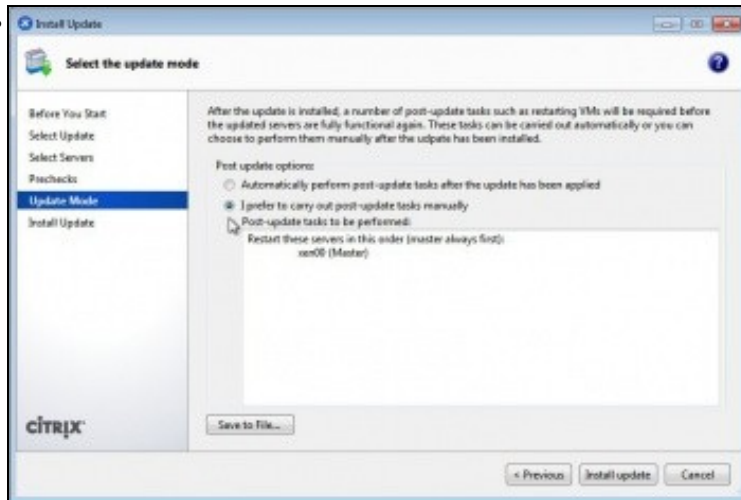 Install Update
Select the update mode
Before You Start
Select Update
Select Servers
Prechecks
Update Mode
Install Update
After the update is installed, a number of post-update tasks such as restarting VMs will be required before
the updated servers are fully functional again. These tasks can be carried out automatically or you can
choose to perform them manually after the udpate has been installed.
Post update options:
Automatically perform post-update tasks after the update has been applied
I prefer to carry out post-update tasks manually
Post-update tasks to be performed:
Restart these servers in this order (master always first):
xen00 (Master)
Save to File...
CİTRIX
< Previous
Install update
Cancel